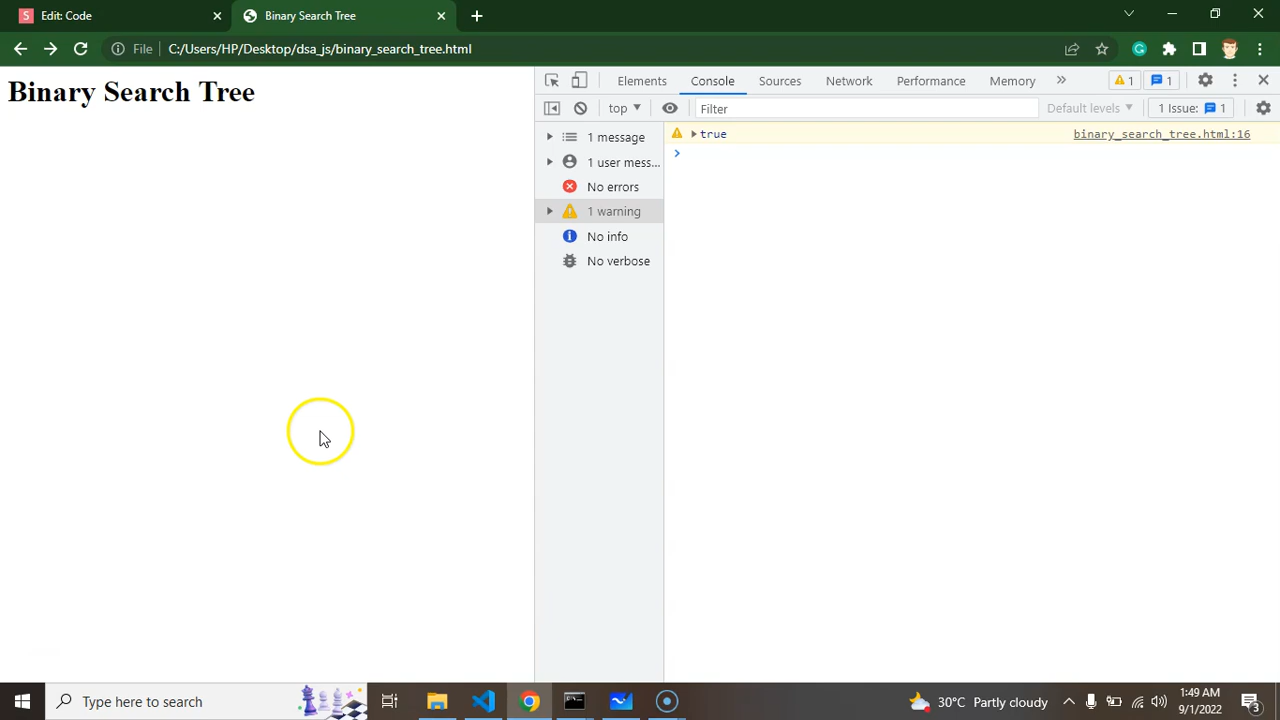 Edit: Code
Binary Search Tree
File C:/Users/HP/Desktop/dsa_js/binary_search_tree.html
Binary Search Tree
Elements Console Sources Network Performance Memory 1 1
top Filter Default levels 1 Issue: 1
1 message
1 user mess...
No errors
1 warning
No info
No verbose
true binary_search_tree.html:16
Type here to search
30°C Partly cloudy
1:49 AM
9/1/2022
3